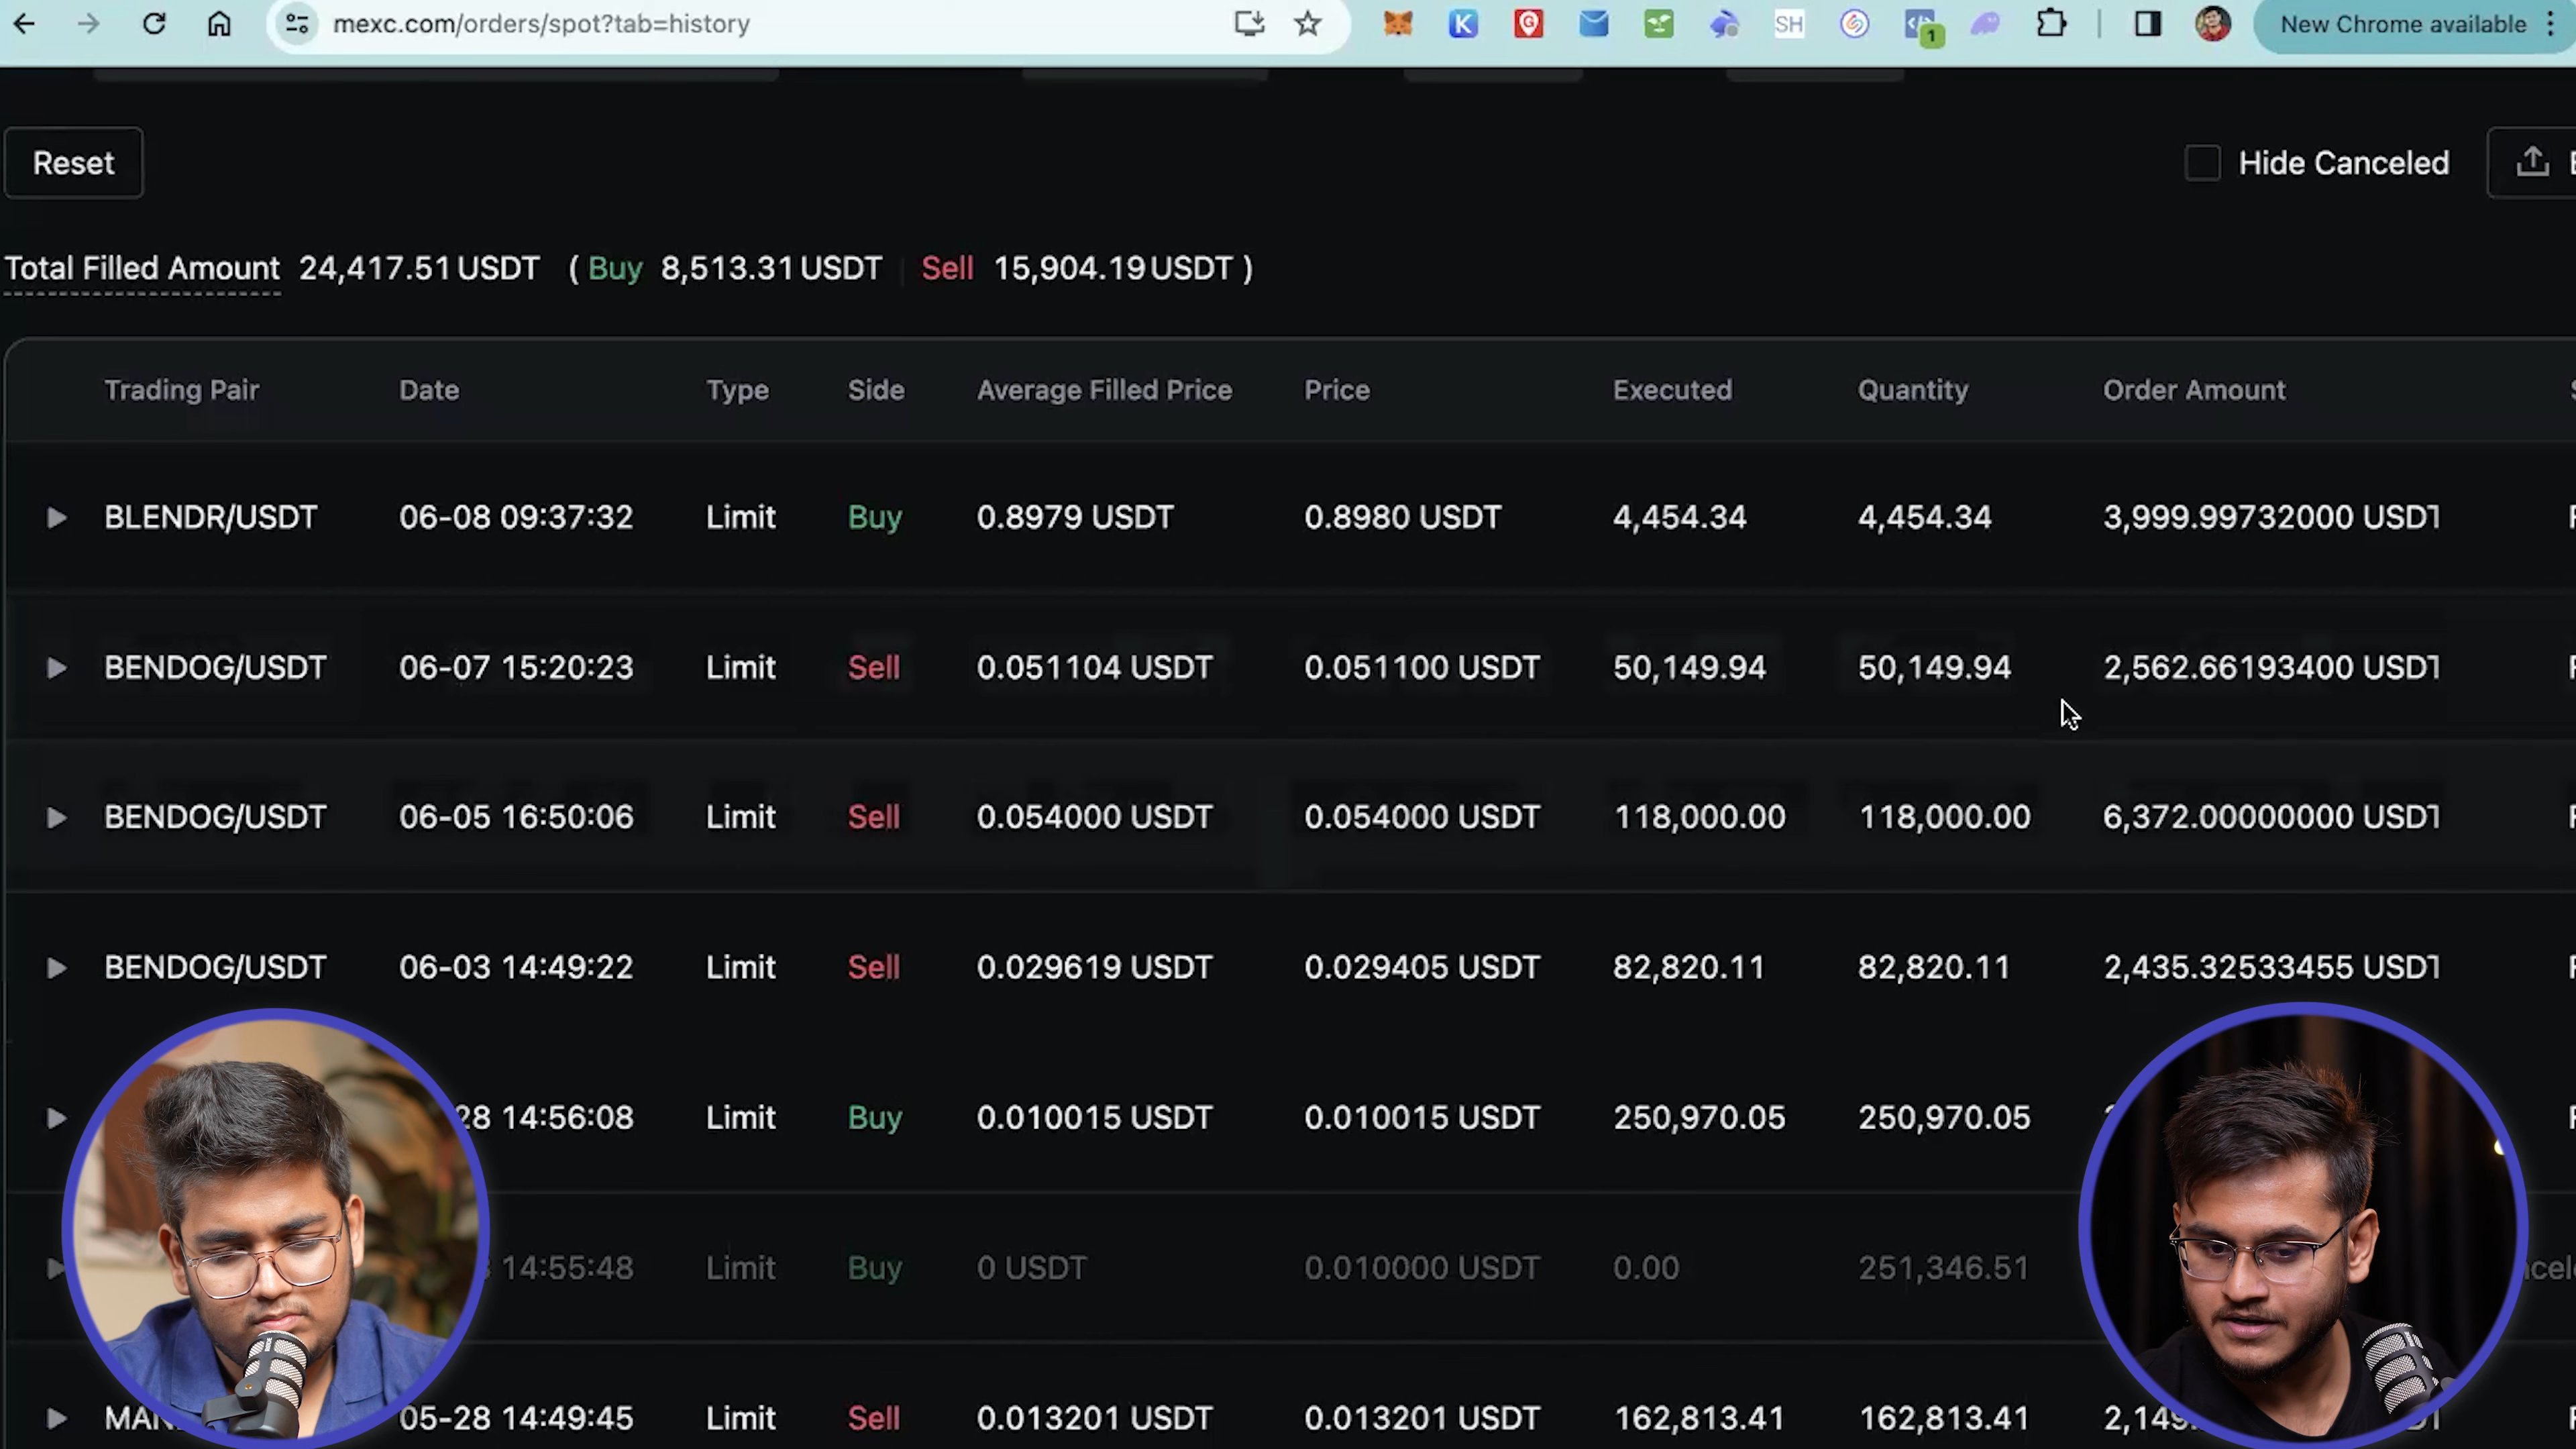 mexc.com/orders/spot?tab=history SH 1 New Chrome available
Reset Hide Canceled
Total Filled Amount 24,417.51 USDT ( Buy 8,513.31 USDT | Sell 15,904.19 USDT )
Trading Pair Date Type Side Average Filled Price Price Executed Quantity Order Amount
BLENDR/USDT 06-08 09:37:32 Limit Buy 0.8979 USDT 0.8980 USDT 4,454.34 4,454.34 3,999.99732000 USDT
BENDOG/USDT 06-07 15:20:23 Limit Sell 0.051104 USDT 0.051100 USDT 50,149.94 50,149.94 2,562.66193400 USDT
BENDOG/USDT 06-05 16:50:06 Limit Sell 0.054000 USDT 0.054000 USDT 118,000.00 118,000.00 6,372.00000000 USDT
BENDOG/USDT 06-03 14:49:22 Limit Sell 0.029619 USDT 0.029405 USDT 82,820.11 82,820.11 2,435.32533455 USDT
28 14:56:08 Limit Buy 0.010015 USDT 0.010015 USDT 250,970.05 250,970.05
14:55:48 Limit Buy 0 USDT 0.010000 USDT 0.00 251,346.51
05-28 14:49:45 Limit Sell 0.013201 USDT 0.013201 USDT 162,813.41 162,813.41